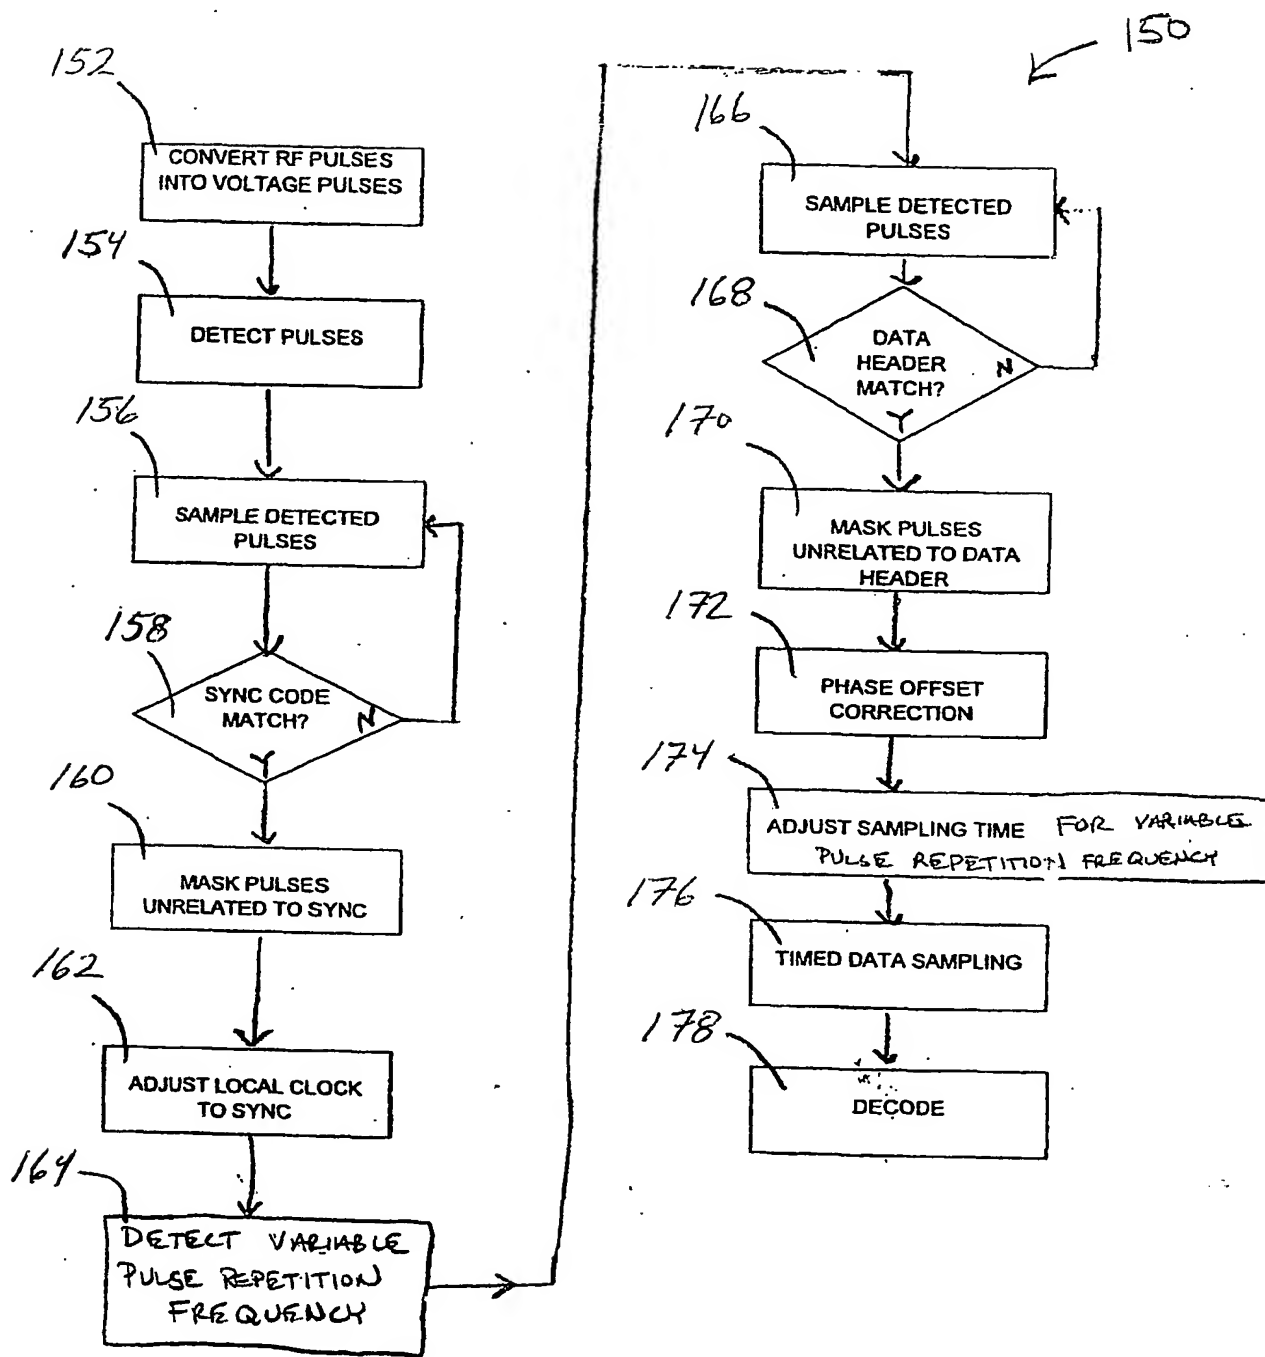 150
152
CONVERT RF PULSES
INTO VOLTAGE PULSES
154
DETECT PULSES
156
SAMPLE DETECTED
PULSES
158
SYNC CODE
MATCH?
N
Y
160
MASK PULSES
UNRELATED TO SYNC
162
ADJUST LOCAL CLOCK
TO SYNC
164
DETECT VARIABLE
PULSE REPETITION
FREQUENCY
166
SAMPLE DETECTED
PULSES
168
DATA
HEADER
MATCH?
N
Y
170
MASK PULSES
UNRELATED TO DATA
HEADER
172
PHASE OFFSET
CORRECTION
174
ADJUST SAMPLING TIME FOR VARIABLE
PULSE REPETITION FREQUENCY
176
TIMED DATA SAMPLING
178
DECODE